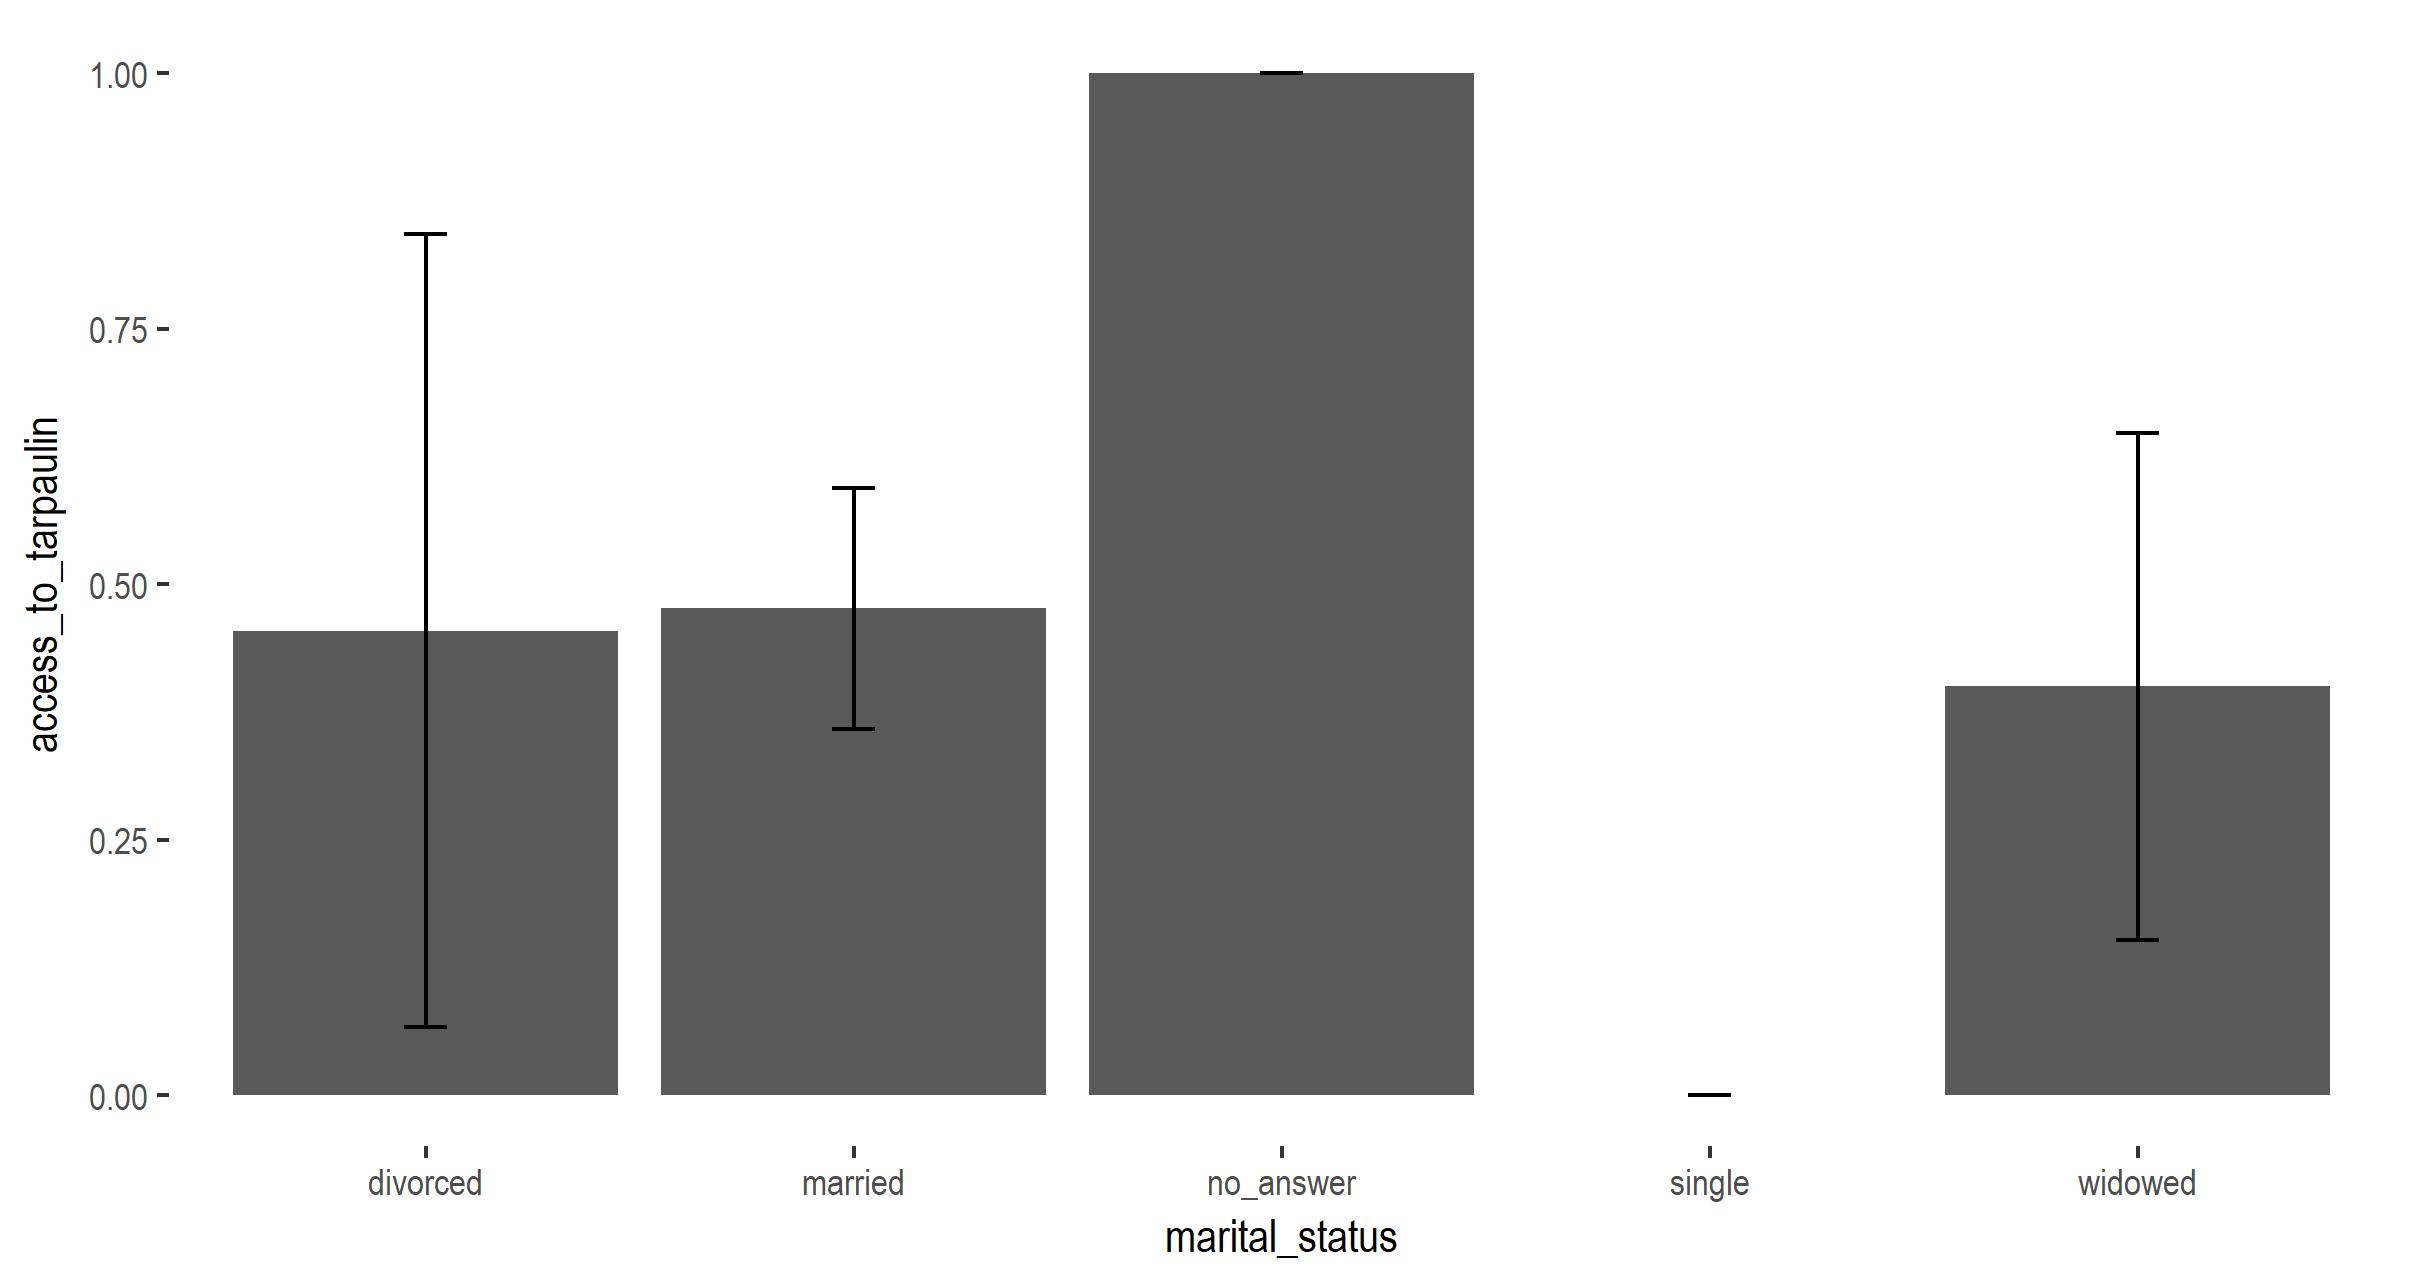 access_to_tarpaulin
1.00
0.75
0.50
0.25
0.00
divorced married no_answer single widowed
marital_status